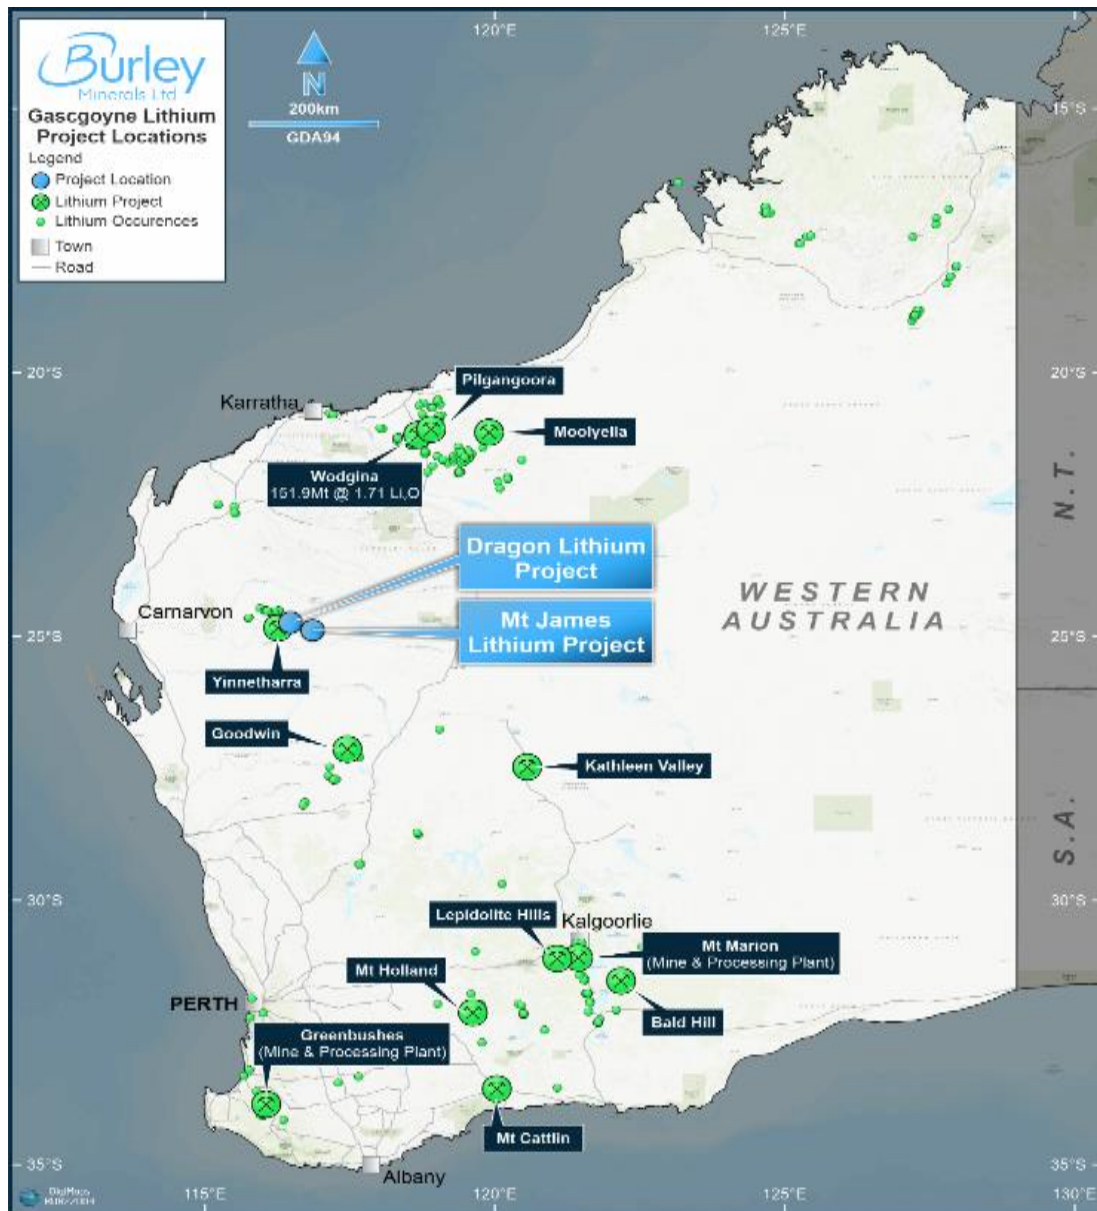 Burley
Minerals Ltd
Gascgoyne Lithium
Project Locations
Legend
Project Location
Lithium Project
Lithium Occurences
Town
Road
N
200km
GDA94
120°E
125°E
15°S
20°S
20°S
Pilgangoora
Karratha
Moolyella
Wodgina
151.9Mt @ 1.71 Li,O
N.T.
Dragon Lithium
Project
WESTERN
AUSTRALIA
Carnarvon
Mt James
Lithium Project
25°S
25°S
Yinnetharra
Goodwin
Kathleen Valley
S.A.
30°S
30°S
Lepidolite Hills
Kalgoorlie
Mt Marion
(Mine & Processing Plant)
Mt Holland
PERTH
Bald Hill
Greenbushes
(Mine & Processing Plant)
Mt Cattlin
35°S
35°S
Albany
DigiMaps
115°E
120°E
125°E
130°E